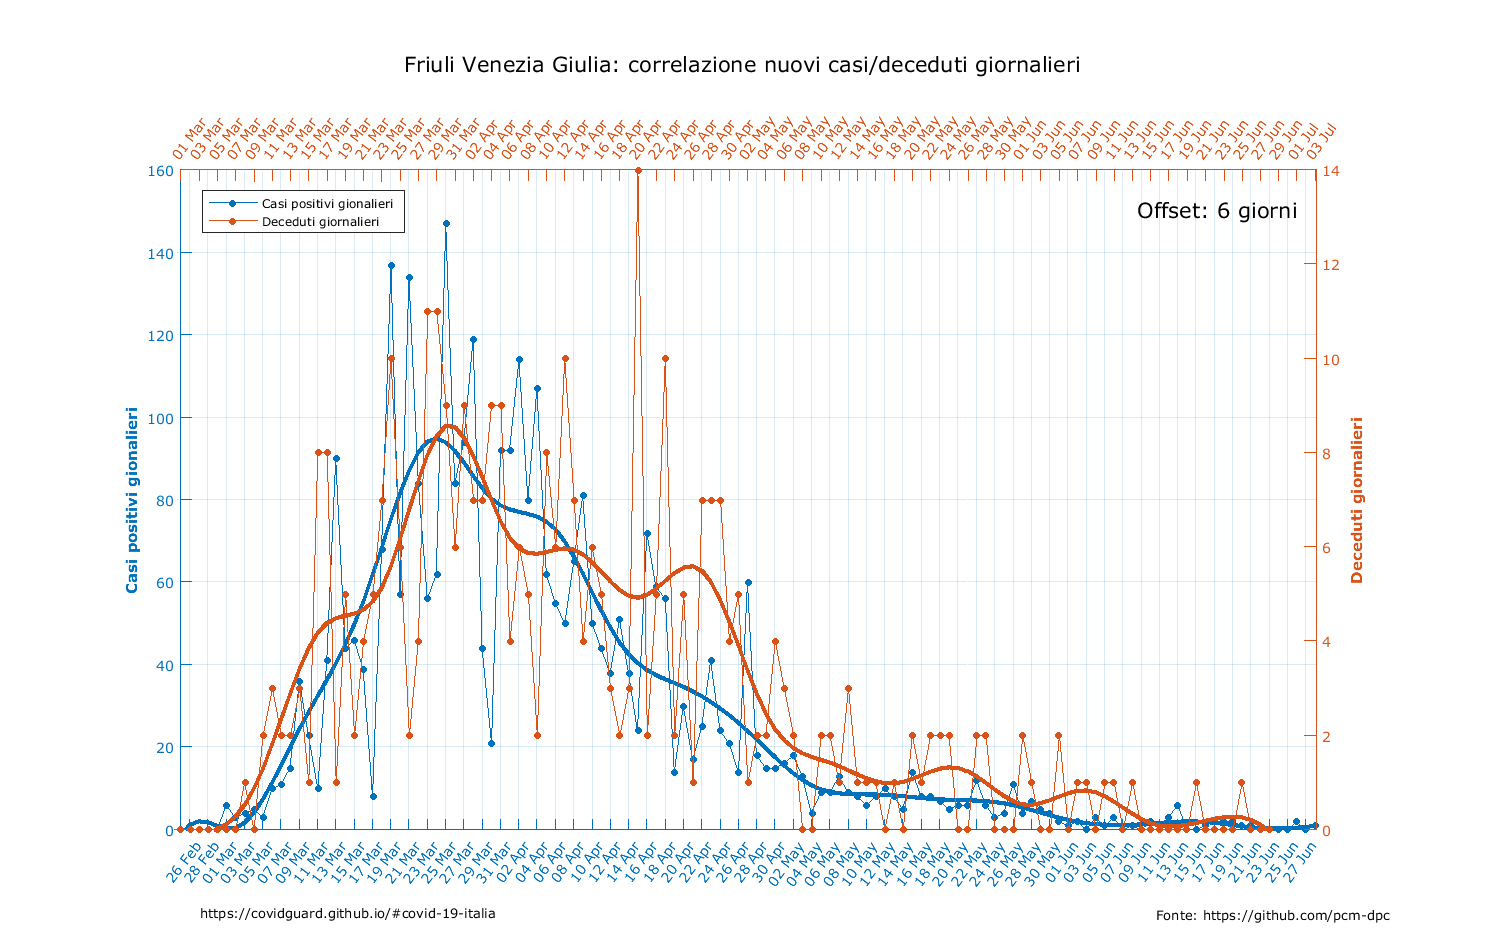 Friuli Venezia Giulia: correlazione nuovi casi/deceduti giornalieri
01 Mar 03 Mar 05 Mar 07 Mar 09 Mar 11 Mar 13 Mar 15 Mar 17 Mar 19 Mar 21 Mar 23 Mar 25 Mar 27 Mar 29 Mar 31 Mar 02 Apr 04 Apr 06 Apr 08 Apr 10 Apr 12 Apr 14 Apr 16 Apr 18 Apr 20 Apr 22 Apr 24 Apr 26 Apr 28 Apr 30 Apr 02 May 04 May 06 May 08 May 10 May 12 May 14 May 16 May 18 May 20 May 22 May 24 May 26 May 28 May 30 May 01 Jun 03 Jun 05 Jun 07 Jun 09 Jun 11 Jun 13 Jun 15 Jun 17 Jun 19 Jun 21 Jun 23 Jun 25 Jun 27 Jun 29 Jun 01 Jul 03 Jul
160 14
Casi positivi gionalieri
Deceduti giornalieri
Offset: 6 giorni
140
12
120
10
100
8
80
6
60
4
40
2
20
0 0
Casi positivi gionalieri
Deceduti giornalieri
26 Feb 28 Feb 01 Mar 03 Mar 05 Mar 07 Mar 09 Mar 11 Mar 13 Mar 15 Mar 17 Mar 19 Mar 21 Mar 23 Mar 25 Mar 27 Mar 29 Mar 31 Mar 02 Apr 04 Apr 06 Apr 08 Apr 10 Apr 12 Apr 14 Apr 16 Apr 18 Apr 20 Apr 22 Apr 24 Apr 26 Apr 28 Apr 30 Apr 02 May 04 May 06 May 08 May 10 May 12 May 14 May 16 May 18 May 20 May 22 May 24 May 26 May 28 May 30 May 01 Jun 03 Jun 05 Jun 07 Jun 09 Jun 11 Jun 13 Jun 15 Jun 17 Jun 19 Jun 21 Jun 23 Jun 25 Jun 27 Jun
https://covidguard.github.io/#covid-19-italia
Fonte: https://github.com/pcm-dpc